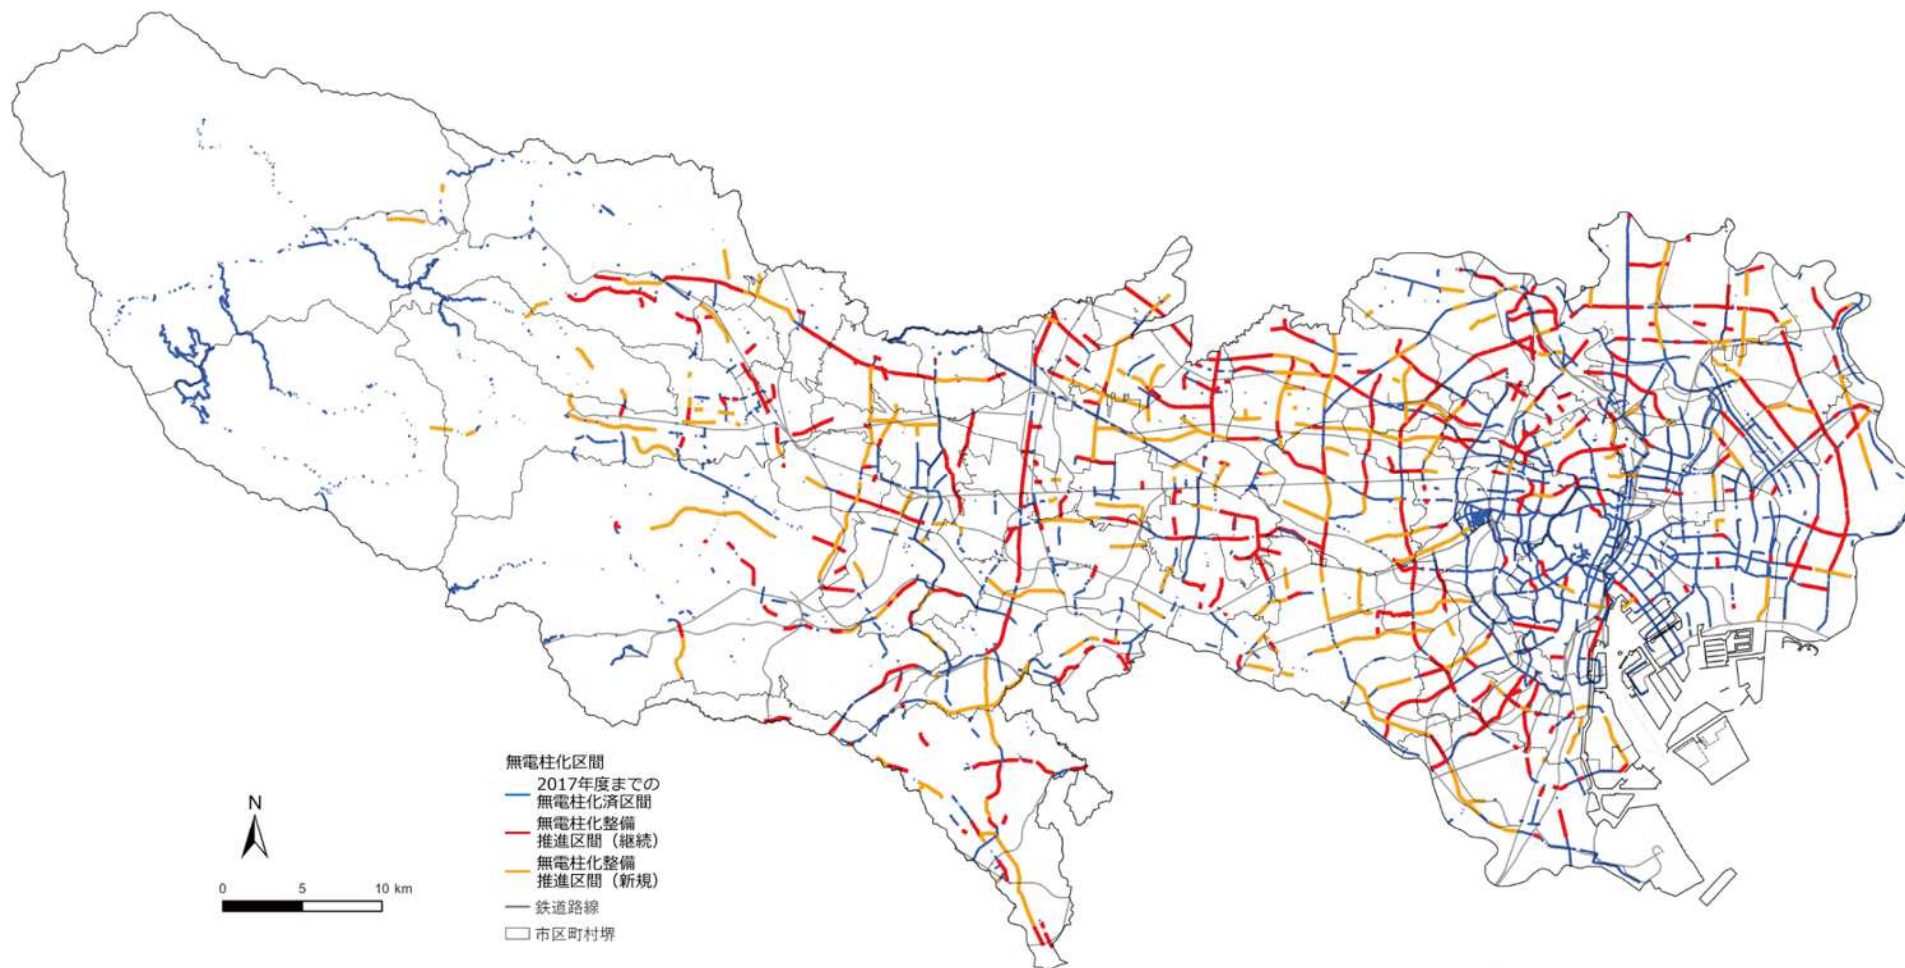 無電柱化区間
2017年度までの
無電柱化済区間
無電柱化整備
推進区間（継続）
無電柱化整備
推進区間（新規）
鉄道路線
市区町村堺
N
0 5 10 km